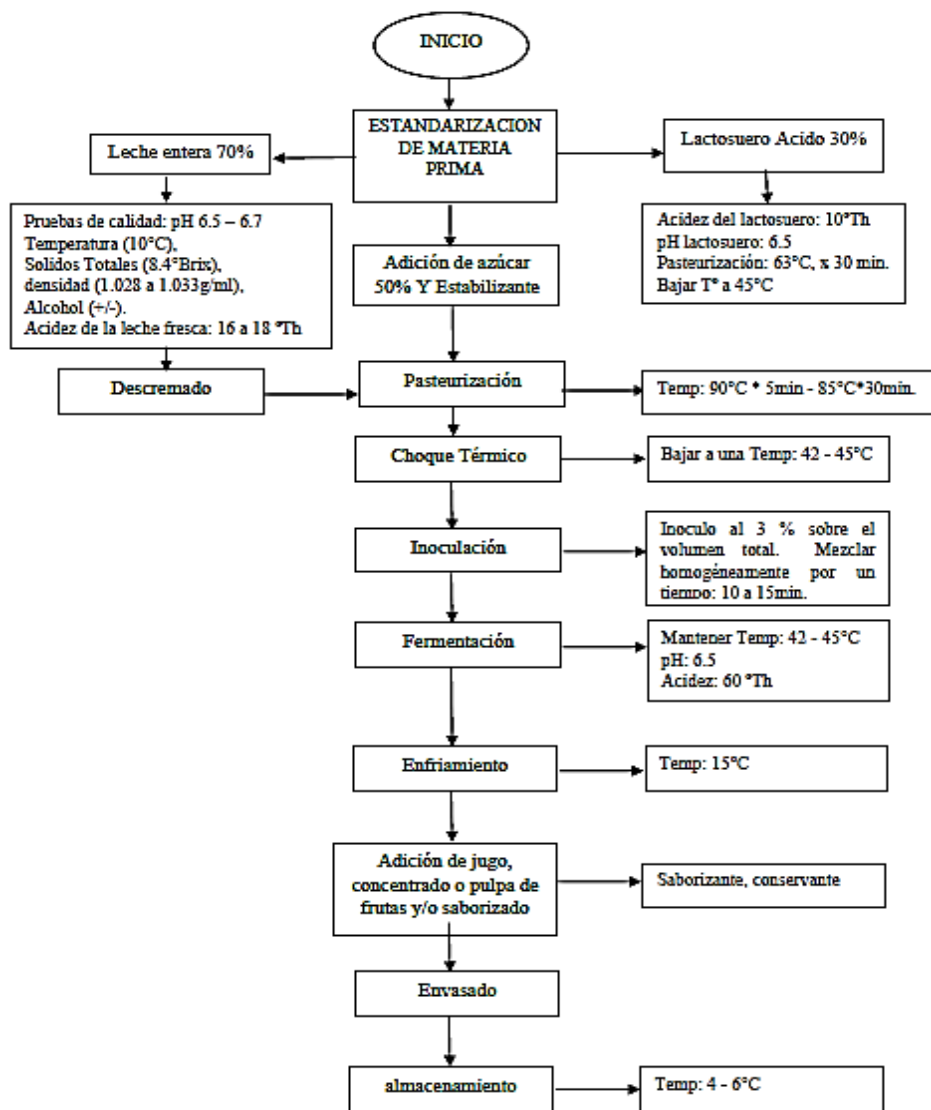 INICIO
ESTANDARIZACION
DE MATERIA
PRIMA
Leche entera 70%
Lactosuero Acido 30%
Pruebas de calidad: pH 6.5 – 6.7
Temperatura (10°C),
Solidos Totales (8.4°Brix),
densidad (1.028 a 1.033g/ml),
Alcohol (+/-).
Acidez de la leche fresca: 16 a 18 °Th
Acidez del lactosuero: 10°Th
pH lactosuero: 6.5
Pasteurización: 63°C, x 30 min.
Bajar T° a 45°C
Adición de azúcar
50% Y Estabilizante
Descremado
Pasteurización
Temp: 90°C * 5min - 85°C*30min.
Choque Térmico
Bajar a una Temp: 42 - 45°C
Inoculación
Inoculo al 3 % sobre el
volumen total. Mezclar
homogéneamente por un
tiempo: 10 a 15min.
Fermentación
Mantener Temp: 42 - 45°C
pH: 6.5
Acidez: 60 °Th
Enfriamiento
Temp: 15°C
Adición de jugo,
concentrado o pulpa de
frutas y/o saborizado
Saborizante, conservante
Envasado
almacenamiento
Temp: 4 - 6°C